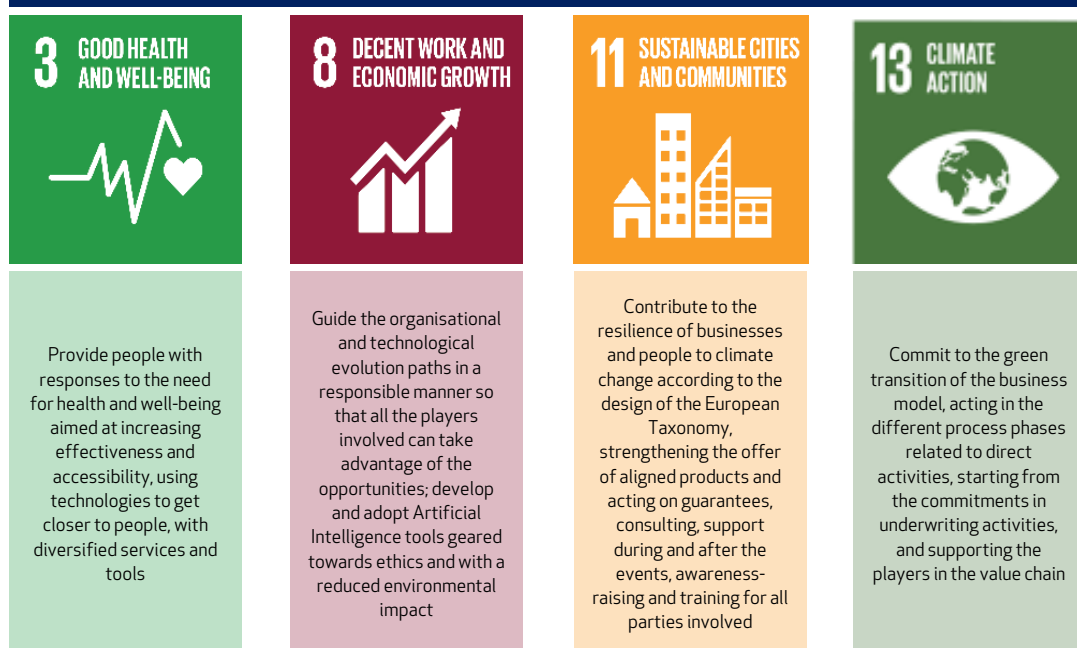 3 GOOD HEALTH
AND WELL-BEING
8 DECENT WORK AND
ECONOMIC GROWTH
11 SUSTAINABLE CITIES
AND COMMUNITIES
13 CLIMATE
ACTION
Provide people with
responses to the need
for health and well-being
aimed at increasing
effectiveness and
accessibility, using
technologies to get
closer to people, with
diversified services and
tools
Guide the organisational
and technological
evolution paths in a
responsible manner so
that all the players
involved can take
advantage of the
opportunities; develop
and adopt Artificial
Intelligence tools geared
towards ethics and with a
reduced environmental
impact
Contribute to the
resilience of businesses
and people to climate
change according to the
design of the European
Taxonomy,
strengthening the offer
of aligned products and
acting on guarantees,
consulting, support
during and after the
events, awareness-
raising and training for all
parties involved
Commit to the green
transition of the business
model, acting in the
different process phases
related to direct
activities, starting from
the commitments in
underwriting activities,
and supporting the
players in the value chain